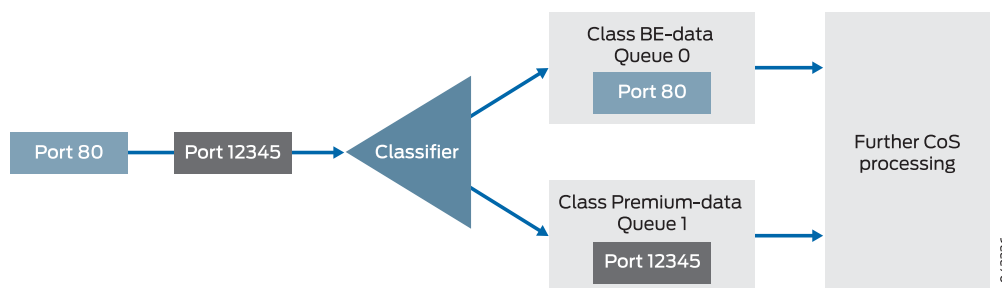 Port 80
Port 12345
Classifier
Class BE-data
Queue 0
Port 80
Class Premium-data
Queue 1
Port 12345
Further CoS
processing